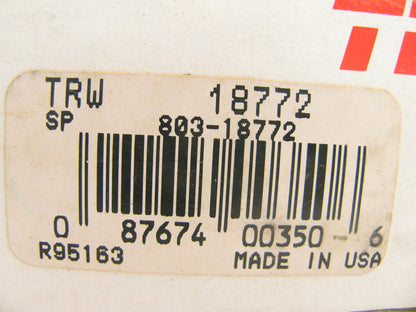 TRW 18772
SP 803-18772
0 87674 00350-6
R95163 MADE IN USA